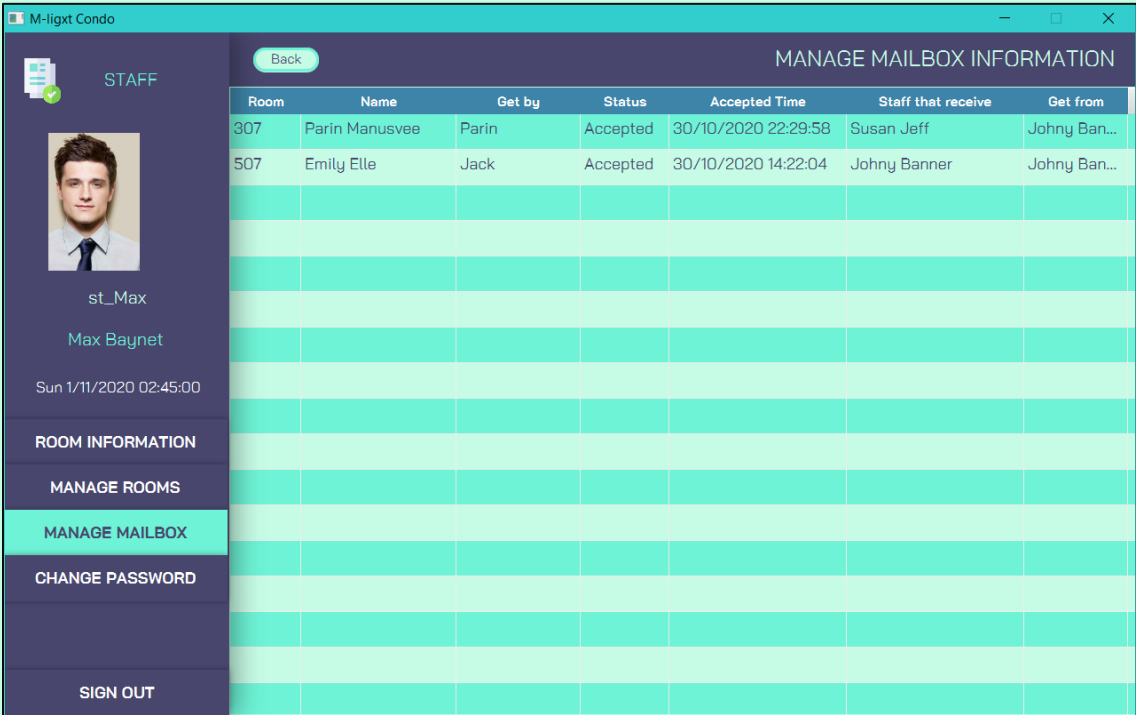 M-ligxt Condo
STAFF
st_Max
Max Baynet
Sun 1/11/2020 02:45:00
ROOM INFORMATION
MANAGE ROOMS
MANAGE MAILBOX
CHANGE PASSWORD
SIGN OUT
Back
MANAGE MAILBOX INFORMATION
Room Name Get by Status Accepted Time Staff that receive Get from
307 Parin Manusvee Parin Accepted 30/10/2020 22:29:58 Susan Jeff Johny Ban...
507 Emily Elle Jack Accepted 30/10/2020 14:22:04 Johny Banner Johny Ban...